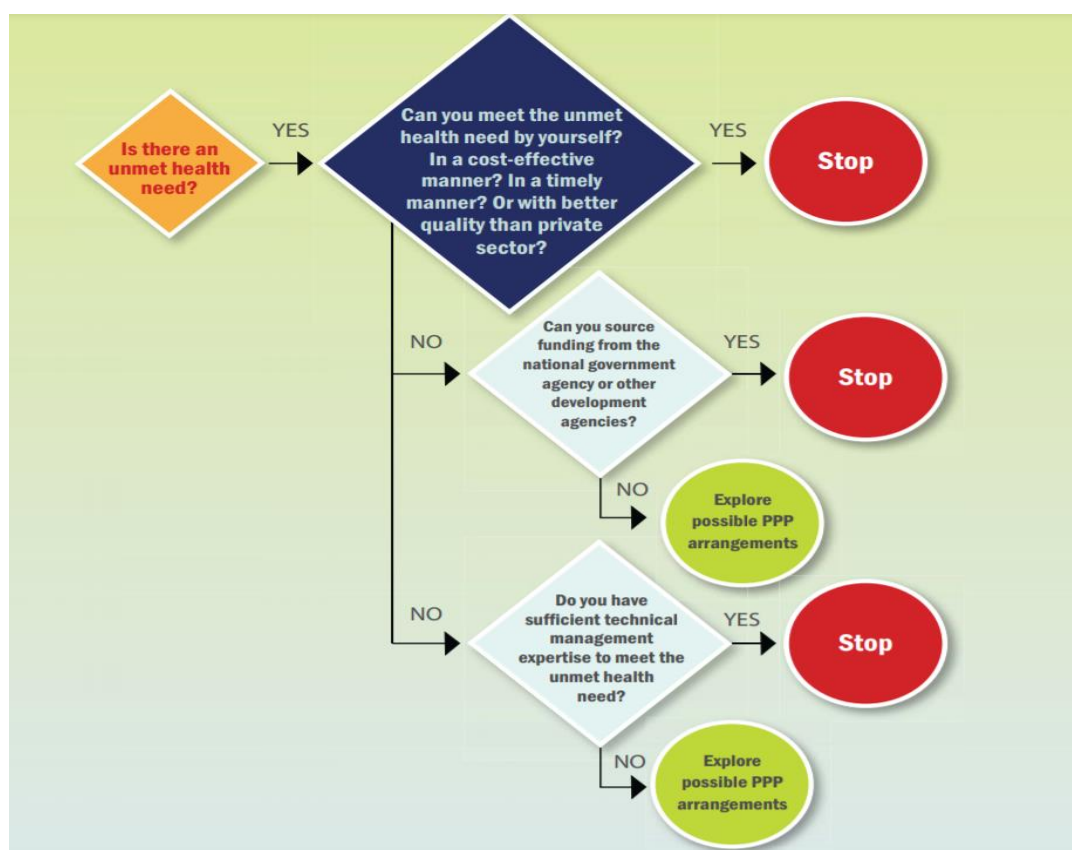 Is there an
unmet health
need?
YES
Can you meet the unmet
health need by yourself?
In a cost-effective
manner? In a timely
manner? Or with better
quality than private
sector?
YES
Stop
NO
Can you source
funding from the
national government
agency or other
development
agencies?
YES
Stop
NO
Explore
possible PPP
arrangements
NO
Do you have
sufficient technical
management
expertise to meet the
unmet health
need?
YES
Stop
NO
Explore
possible PPP
arrangements